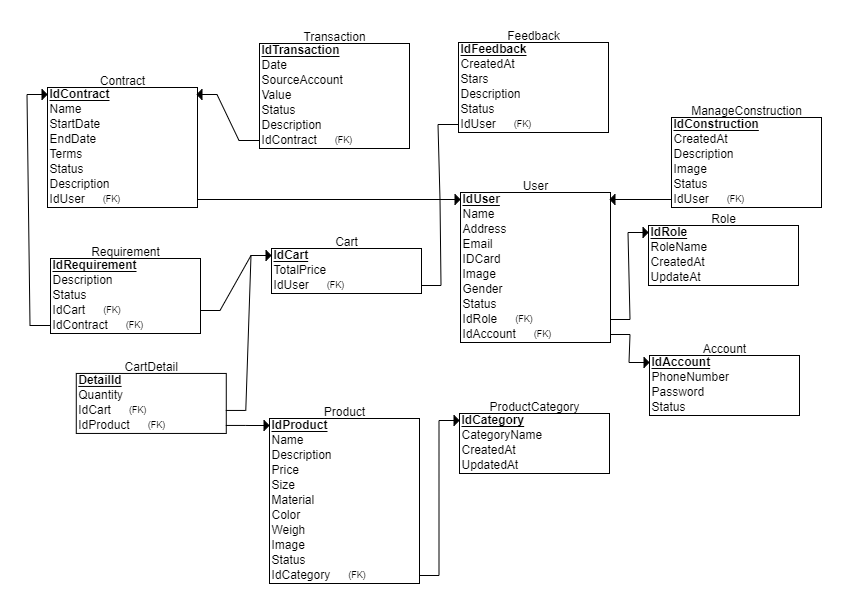 Transaction
IdTransaction
Date
SourceAccount
Value
Status
Description
IdContract (FK)
Feedback
IdFeedback
CreatedAt
Stars
Description
Status
IdUser (FK)
Contract
IdContract
Name
StartDate
EndDate
Terms
Status
Description
IdUser (FK)
ManageConstruction
IdConstruction
CreatedAt
Description
Image
Status
IdUser (FK)
User
IdUser
Name
Address
Email
IDCard
Image
Gender
Status
IdRole (FK)
IdAccount (FK)
Role
IdRole
RoleName
CreatedAt
UpdateAt
Requirement
IdRequirement
Description
Status
IdCart (FK)
IdContract (FK)
Cart
IdCart
TotalPrice
IdUser (FK)
Account
IdAccount
PhoneNumber
Password
Status
CartDetail
DetailId
Quantity
IdCart (FK)
IdProduct (FK)
Product
IdProduct
Name
Description
Price
Size
Material
Color
Weigh
Image
Status
IdCategory (FK)
ProductCategory
IdCategory
CategoryName
CreatedAt
UpdatedAt